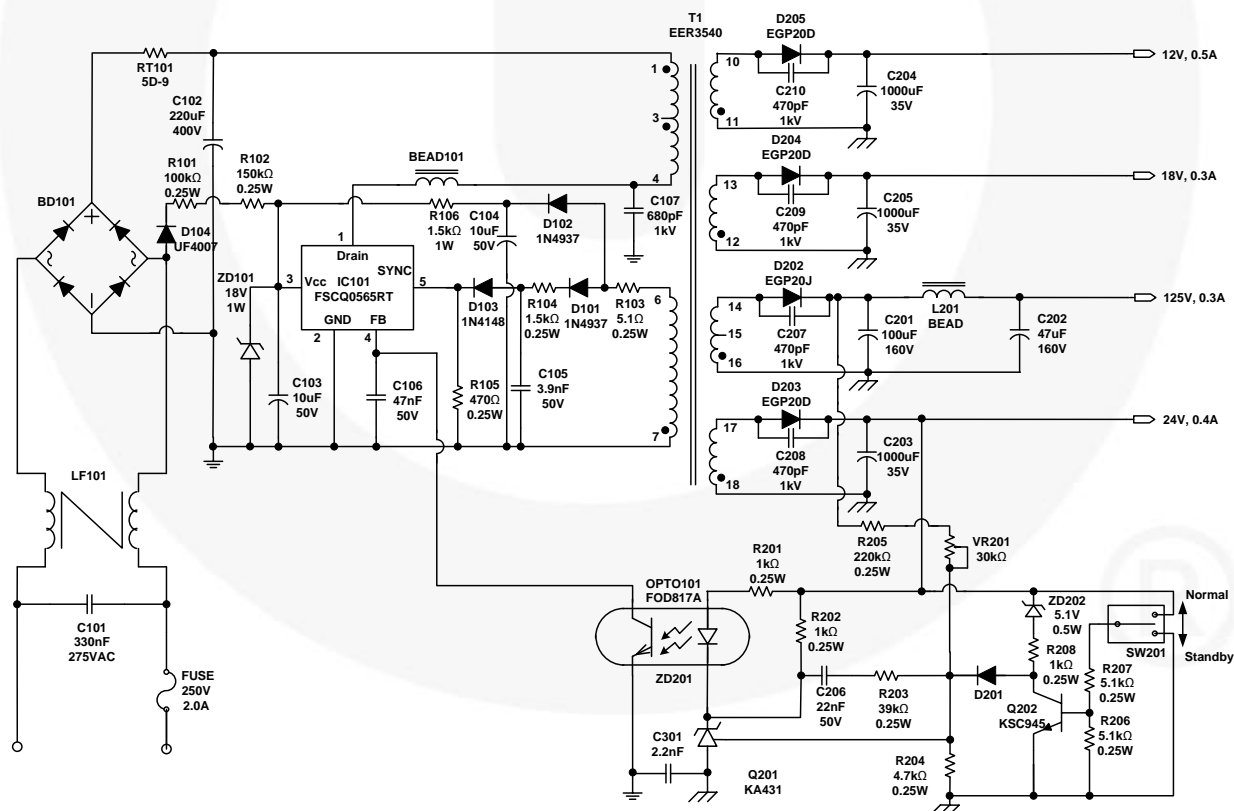 T1
EER3540
RT101
5D-9
C102
220uF
400V
1
3
4
6
7
10
11
D205
EGP20D
C210
470pF
1kV
C204
1000uF
35V
12V, 0.5A
13
12
D204
EGP20D
C209
470pF
1kV
C205
1000uF
35V
18V, 0.3A
14
15
16
D202
EGP20J
C207
470pF
1kV
C201
100uF
160V
L201
BEAD
C202
47uF
160V
125V, 0.3A
17
18
D203
EGP20D
C208
470pF
1kV
C203
1000uF
35V
24V, 0.4A
BD101
R101
100kΩ
0.25W
R102
150kΩ
0.25W
D104
UF4007
BEAD101
R106
1.5kΩ
1W
C104
10uF
50V
D102
1N4937
C107
680pF
1kV
ZD101
18V
1W
1
Drain
3
Vcc
IC101
FSCQ0565RT
SYNC
5
GND
2
FB
4
D103
1N4148
R104
1.5kΩ
0.25W
D101
1N4937
R103
5.1Ω
0.25W
C103
10uF
50V
C106
47nF
50V
R105
470Ω
0.25W
C105
3.9nF
50V
LF101
C101
330nF
275VAC
FUSE
250V
2.0A
OPTO101
FOD817A
R201
1kΩ
0.25W
R205
220kΩ
0.25W
VR201
30kΩ
R202
1kΩ
0.25W
ZD201
C206
22nF
50V
R203
39kΩ
0.25W
D201
ZD202
5.1V
0.5W
R208
1kΩ
0.25W
Q202
KSC945
R207
5.1kΩ
0.25W
R206
5.1kΩ
0.25W
SW201
Normal
Standby
C301
2.2nF
Q201
KA431
R204
4.7kΩ
0.25W